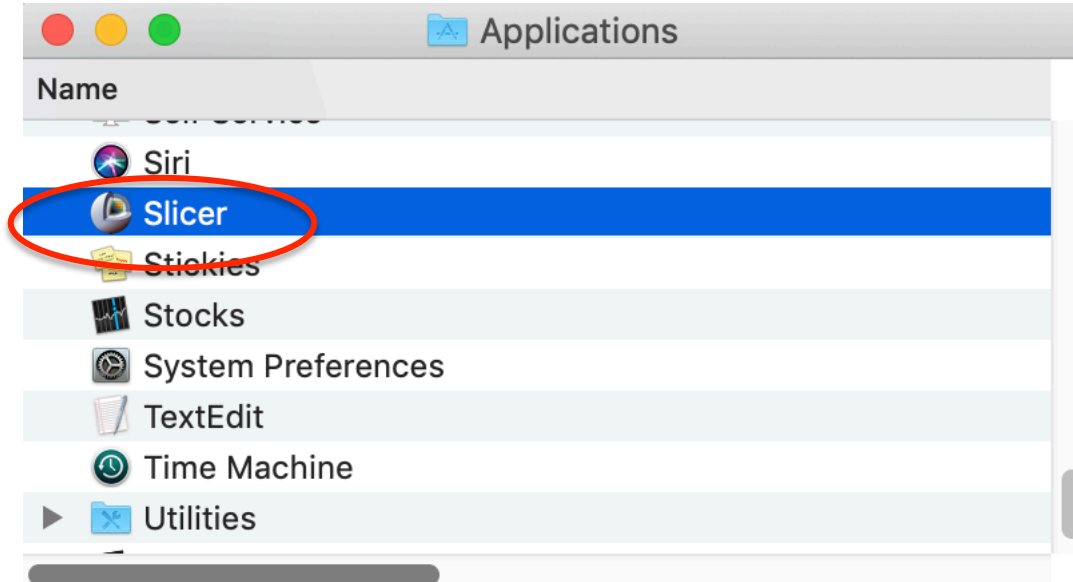 Applications
Name
Siri
Slicer
Stickies
Stocks
System Preferences
TextEdit
Time Machine
Utilities